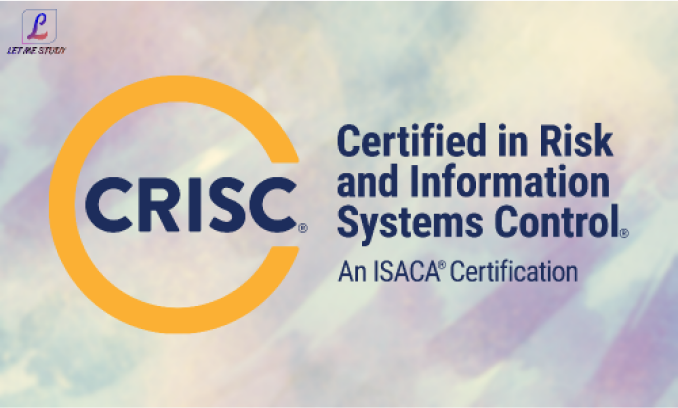 L
LET ME STUDY
CRISC®
Certified in Risk
and Information
Systems Control®
An ISACA® Certification